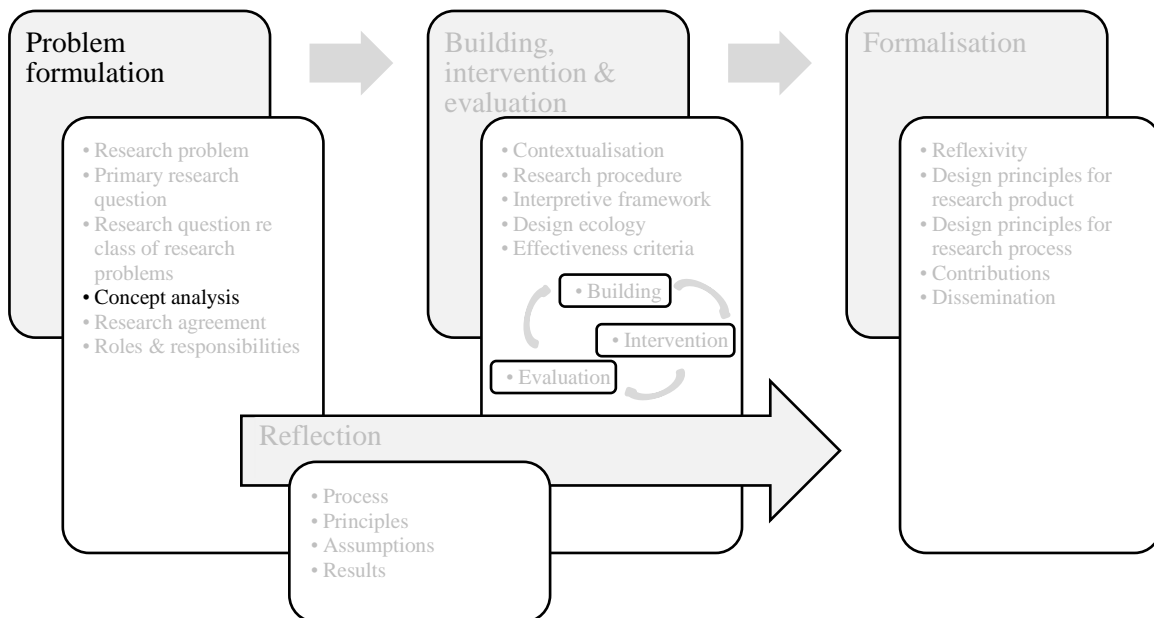 Problem
formulation
• Research problem
• Primary research
question
• Research question re
class of research
problems
• Concept analysis
• Research agreement
• Roles & responsibilities
Building,
intervention &
evaluation
• Contextualisation
• Research procedure
• Interpretive framework
• Design ecology
• Effectiveness criteria
• Building
• Intervention
• Evaluation
Formalisation
• Reflexivity
• Design principles for
research product
• Design principles for
research process
• Contributions
• Dissemination
Reflection
• Process
• Principles
• Assumptions
• Results